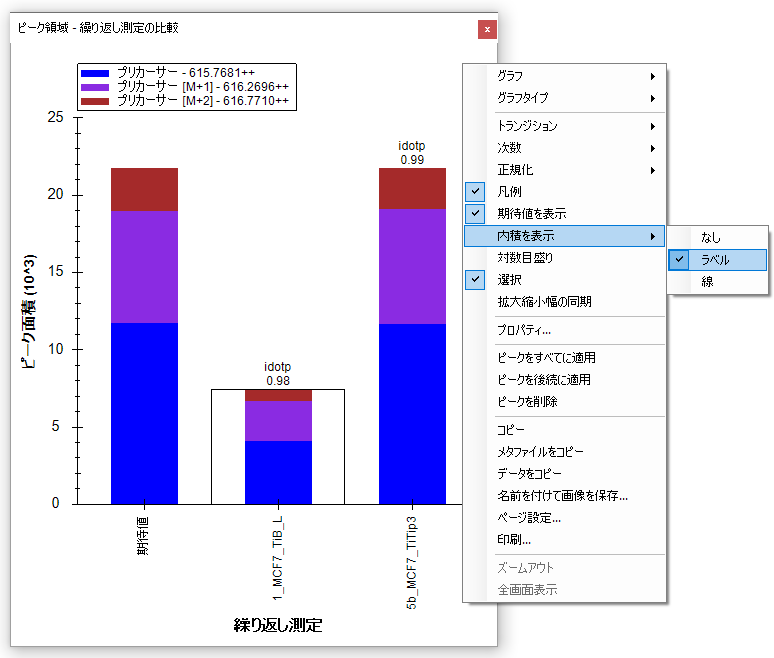 ピーク領域 - 繰り返し測定の比較
x
プリカーサー - 615.7681++
プリカーサー [M+1] - 616.2696++
プリカーサー [M+2] - 616.7710++
25
20
15
10
5
0
ピーク面積 (10^3)
idotp
0.98
idotp
0.99
期待値
1_MCF7_TiB_L
5b_MCF7_TiTip3
繰り返し測定
グラフ
グラフタイプ
トランジション
次数
正規化
凡例
期待値を表示
内積を表示
対数目盛り
選択
拡大縮小幅の同期
プロパティ...
ピークをすべてに適用
ピークを後続に適用
ピークを削除
コピー
メタファイルをコピー
データをコピー
名前を付けて画像を保存...
ページ設定...
印刷...
ズームアウト
全画面表示
なし
ラベル
線